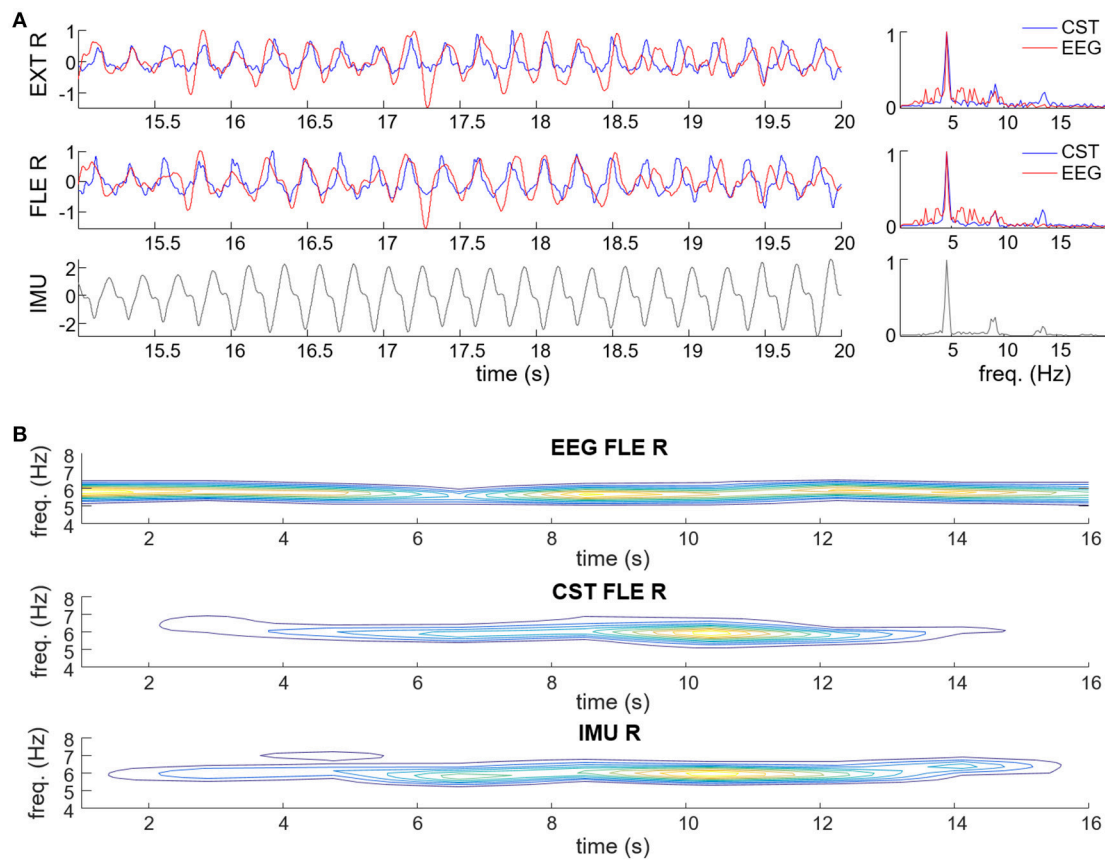 A
EXT R
1
0
-1
15.5 16 16.5 17 17.5 18 18.5 19 19.5 20
CST
EEG
1
0
5 10 15
FLE R
1
0
-1
15.5 16 16.5 17 17.5 18 18.5 19 19.5 20
CST
EEG
1
0
5 10 15
IMU
2
0
-2
15.5 16 16.5 17 17.5 18 18.5 19 19.5 20
time (s)
1
0
5 10 15
freq. (Hz)
B
EEG FLE R
freq. (Hz)
8
7
6
5
4
2 4 6 8 10 12 14 16
time (s)
CST FLE R
freq. (Hz)
8
7
6
5
4
2 4 6 8 10 12 14 16
time (s)
IMU R
freq. (Hz)
8
7
6
5
4
2 4 6 8 10 12 14 16
time (s)